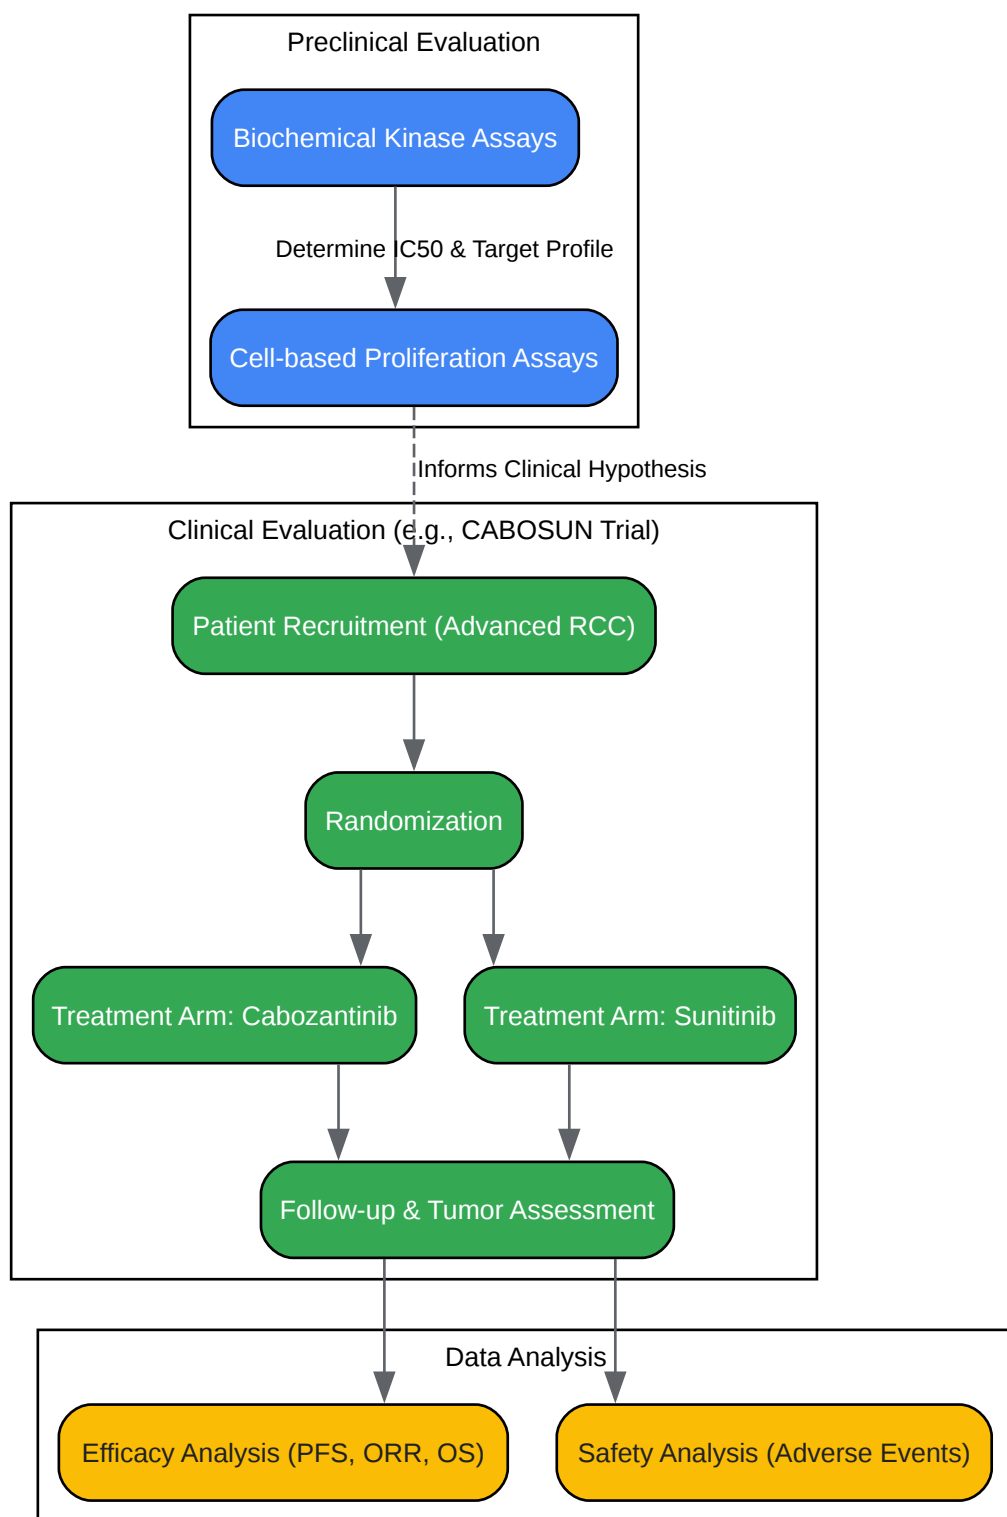 Preclinical Evaluation
Biochemical Kinase Assays
Determine IC50 & Target Profile
Cell-based Proliferation Assays
Informs Clinical Hypothesis
Clinical Evaluation (e.g., CABOSUN Trial)
Patient Recruitment (Advanced RCC)
Randomization
Treatment Arm: Cabozantinib
Treatment Arm: Sunitinib
Follow-up & Tumor Assessment
Data Analysis
Efficacy Analysis (PFS, ORR, OS)
Safety Analysis (Adverse Events)